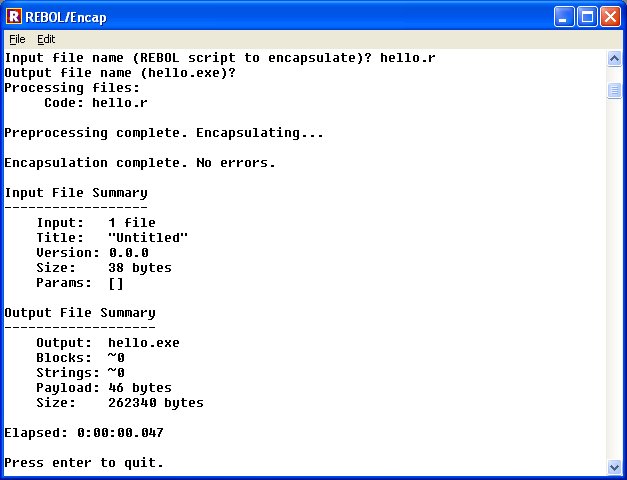 REBOL/Encap
File Edit
Input file name (REBOL script to encapsulate)? hello.r
Output file name (hello.exe)?
Processing files:
Code: hello.r
Preprocessing complete. Encapsulating...
Encapsulation complete. No errors.
Input File Summary
------------------
Input: 1 file
Title: "Untitled"
Version: 0.0.0
Size: 38 bytes
Params: []
Output File Summary
-------------------
Output: hello.exe
Blocks: ~0
Strings: ~0
Payload: 46 bytes
Size: 262340 bytes
Elapsed: 0:00:00.047
Press enter to quit.